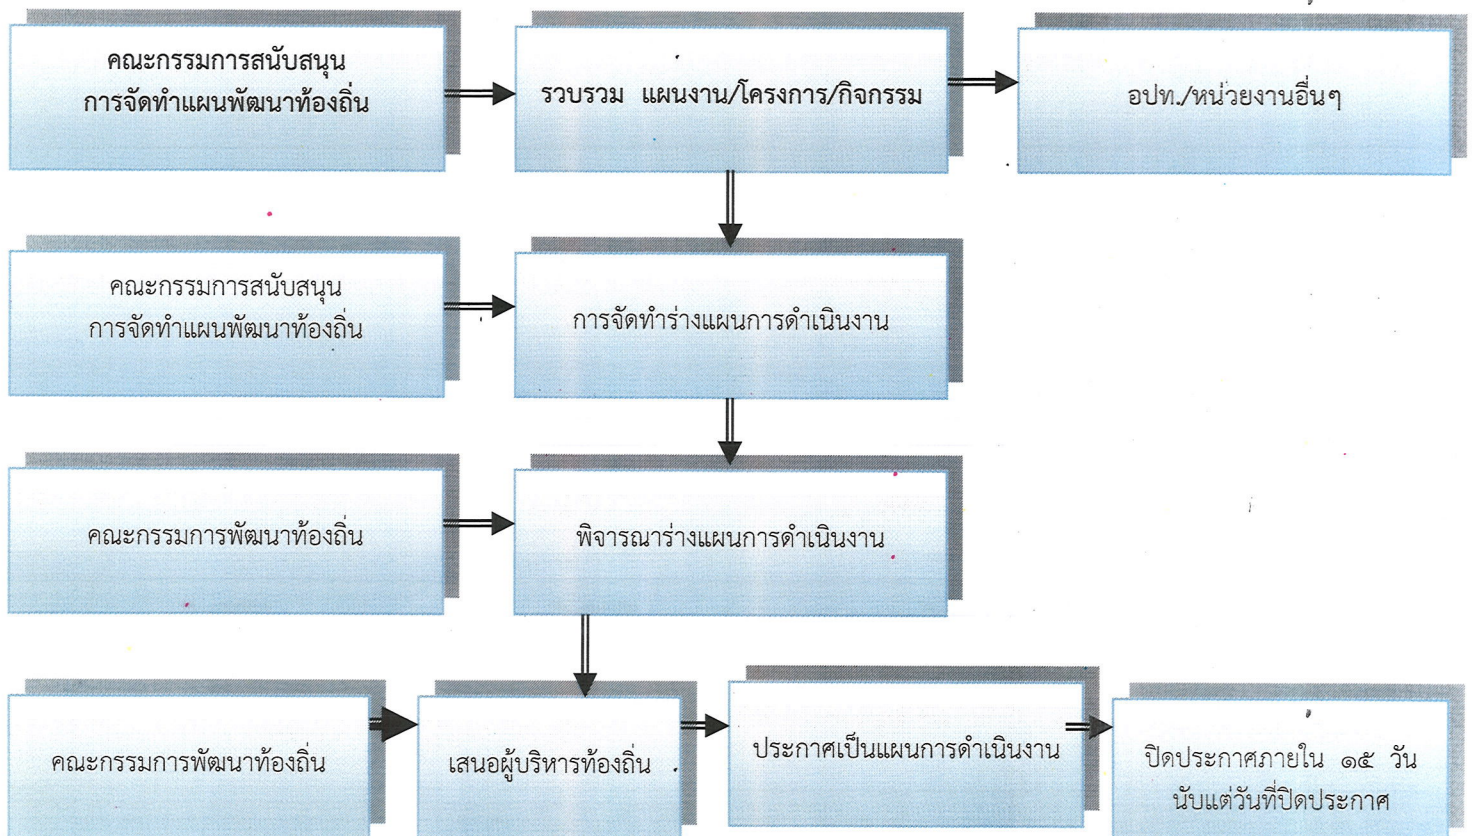 คณะกรรมการสนับสนุน
การจัดทำแผนพัฒนาท้องถิ่น
รวบรวม แผนงาน/โครงการ/กิจกรรม
อปท./หน่วยงานอื่นๆ
คณะกรรมการสนับสนุน
การจัดทำแผนพัฒนาท้องถิ่น
การจัดทำร่างแผนการดำเนินงาน
คณะกรรมการพัฒนาท้องถิ่น
พิจารณาร่างแผนการดำเนินงาน
คณะกรรมการพัฒนาท้องถิ่น
เสนอผู้บริหารท้องถิ่น
ประกาศเป็นแผนการดำเนินงาน
ปิดประกาศภายใน ๑๕ วัน
นับแต่วันที่ปิดประกาศ